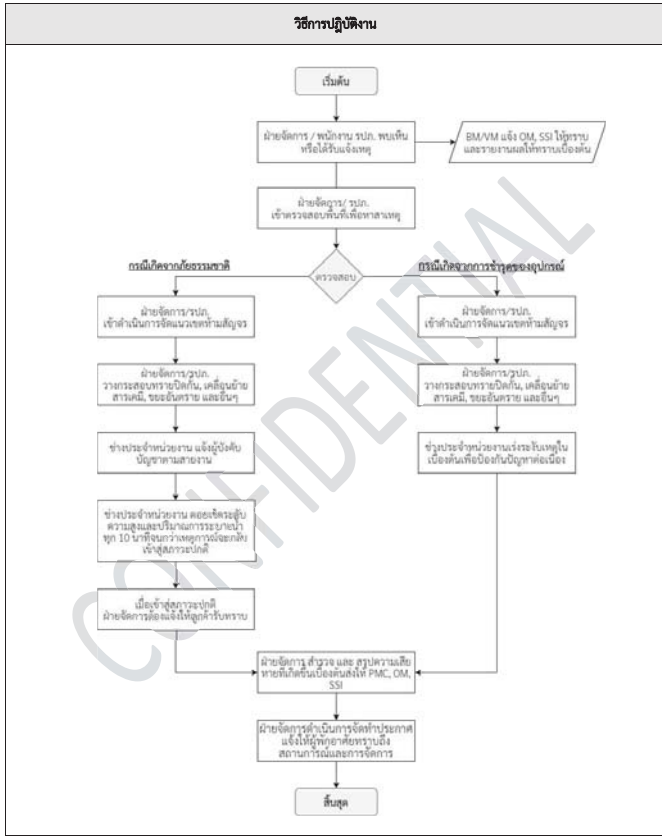 วิธีการปฏิบัติงาน
เริ่มต้น
ฝ่ายจัดการ / พนักงาน รปภ. พบเห็น
หรือได้รับแจ้งเหตุ
BM/VM แจ้ง OM, SSI ให้ทราบ
และรายงานผลให้ทราบเบื้องต้น
ฝ่ายจัดการ/ รปภ.
เข้าตรวจสอบพื้นที่เพื่อหาสาเหตุ
ตรวจสอบ
กรณีเกิดจากภัยธรรมชาติ
ฝ่ายจัดการ/รปภ.
เข้าดำเนินการจัดแนวเขตห้ามสัญจร
ฝ่ายจัดการ/รปภ.
วางกระสอบทรายปิดกั้น, เคลื่อนย้าย
สารเคมี, ขยะอันตราย และอื่นๆ
ช่างประจำหน่วยงาน แจ้งผู้บังคับ
บัญชาตามสายงาน
ช่างประจำหน่วยงาน คอยเช็คระดับ
ความสูงและปริมาณการระบายน้ำ
ทุก 10 นาทีจนกว่าเหตุการณ์จะกลับ
เข้าสู่สภาวะปกติ
เมื่อเข้าสู่สภาวะปกติ
ฝ่ายจัดการต้องแจ้งให้ลูกค้ารับทราบ
กรณีเกิดจากการชำรุดของอุปกรณ์
ฝ่ายจัดการ/รปภ.
เข้าดำเนินการจัดแนวเขตห้ามสัญจร
ฝ่ายจัดการ/รปภ.
วางกระสอบทรายปิดกั้น, เคลื่อนย้าย
สารเคมี, ขยะอันตราย และอื่นๆ
ช่างประจำหน่วยงานเร่งระงับเหตุใน
เบื้องต้นเพื่อป้องกันปัญหาต่อเนื่อง
ฝ่ายจัดการ สำรวจ และ สรุปความเสีย
หายที่เกิดขึ้นเบื้องต้นส่งให้ PMC, OM,
SSI
ฝ่ายจัดการดำเนินการจัดทำประกาศ
แจ้งให้ผู้พักอาศัยทราบถึง
สถานการณ์และการจัดการ
สิ้นสุด
CONFIDENTIAL